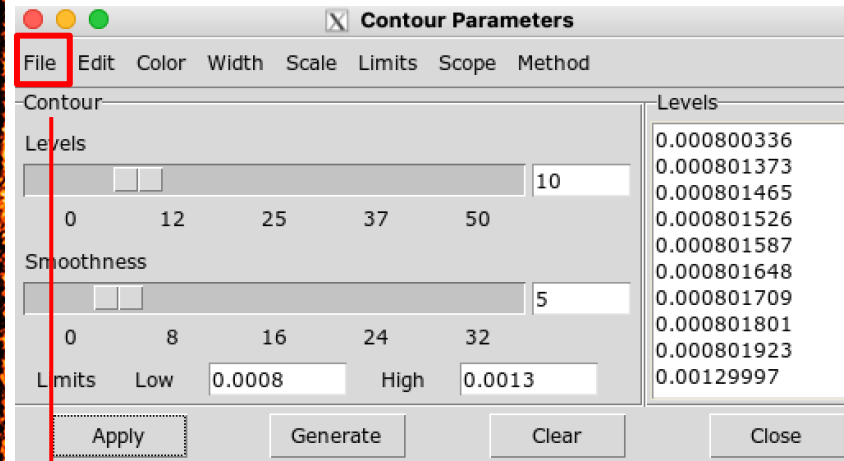 X Contour Parameters
File Edit Color Width Scale Limits Scope Method
Contour
Levels
10
0 12 25 37 50
Smoothness
5
0 8 16 24 32
Limits Low 0.0008 High 0.0013
Levels
0.000800336
0.000801373
0.000801465
0.000801526
0.000801587
0.000801648
0.000801709
0.000801801
0.000801923
0.00129997
Apply Generate Clear Close